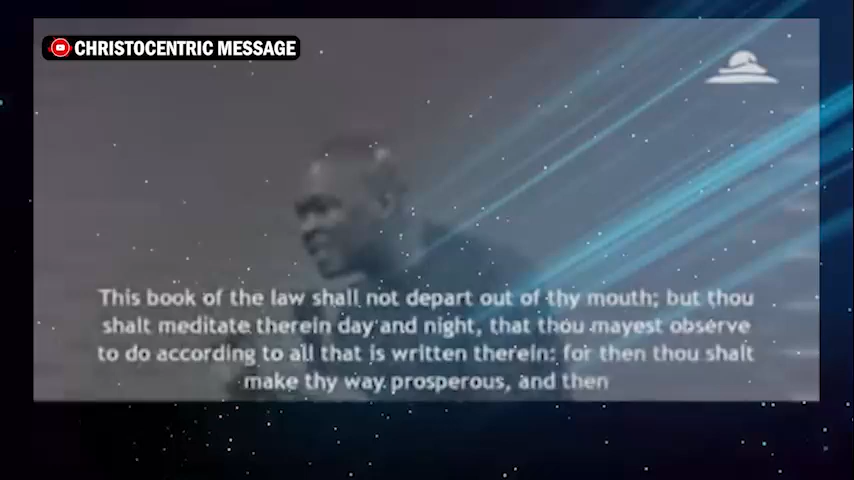 CHRISTOCENTRIC MESSAGE
This book of the law shall not depart out of thy mouth; but thou
shalt meditate therein day and night, that thou mayest observe
to do according to all that is written therein: for then thou shalt
make thy way prosperous, and then